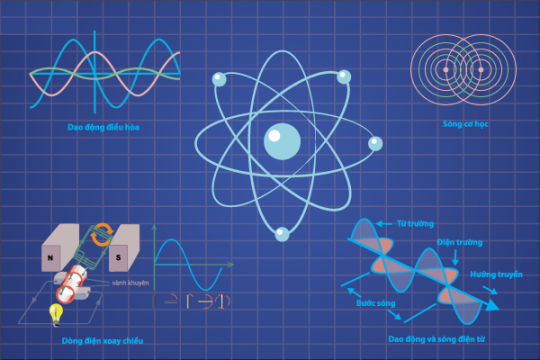 Dao động điều hòa
Sóng cơ học
N
S
vành khuyên
Dòng điện xoay chiều
Từ trường
Điện trường
Hướng truyền
Bước sóng
Dao động và sóng điện từ